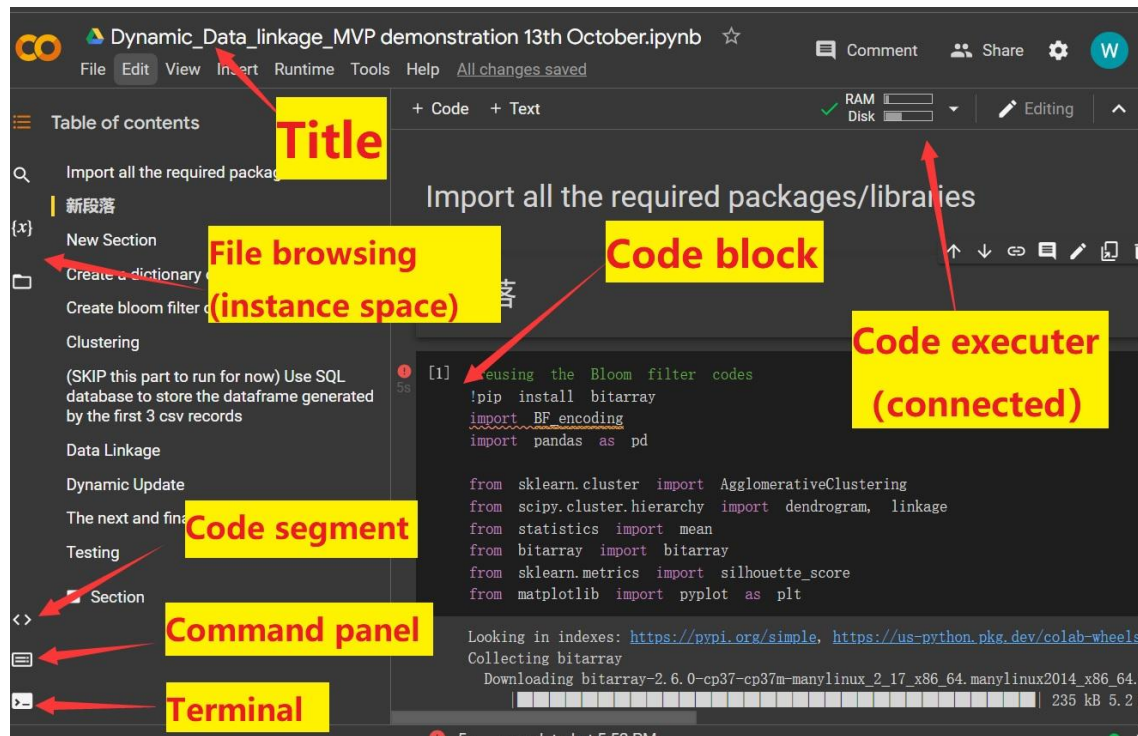 CO
Dynamic_Data_linkage_MVP demonstration 13th October.ipynb
Comment
Share
W
File Edit View Insert Runtime Tools Help All changes saved
+ Code + Text
RAM
Disk
Editing
Table of contents
Title
Import all the required
新段落
{x}
New Section
Create a dictionary
Create bloom filter
Clustering
(SKIP this part to run for now) Use SQL
database to store the dataframe generated
by the first 3 csv records
Data Linkage
Dynamic Update
The next and
Testing
Section
File browsing
(instance space)
Code segment
Command panel
Terminal
Import all the required packages/libraries
Code block
落
Code executer
(connected)
[1]
5s
reusing the Bloom filter codes
!pip install bitarray
import BF_encoding
import pandas as pd
from sklearn.cluster import AgglomerativeClustering
from scipy.cluster.hierarchy import dendrogram, linkage
from statistics import mean
from bitarray import bitarray
from sklearn.metrics import silhouette_score
from matplotlib import pyplot as plt
Looking in indexes: https://pypi.org/simple, https://us-python.pkg.dev/colab-wheels
Collecting bitarray
Downloading bitarray-2.6.0-cp37-cp37m-manylinux_2_17_x86_64.manylinux2014_x86_64.
235 kB 5.2